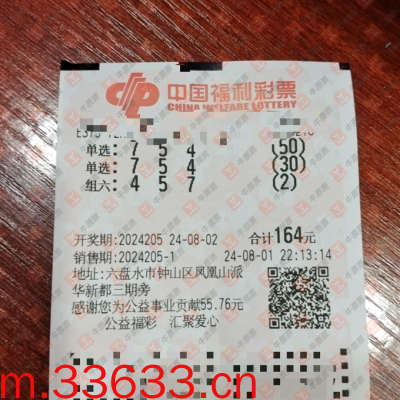 中国福利彩票
CHINA WELFARE LOTTERY
单选: 7 5 4 (50)
单选: 7 5 4 (30)
组六: 4 5 7 (2)
开奖期:2024205 24-08-02 合计164元
销售期:2024205-1 24-08-01 22:13:14
地址:六盘水市钟山区凤凰山派
华新都三期旁
感谢您为公益事业贡献55.76元
公益福彩 汇聚爱心
m.33633.cn